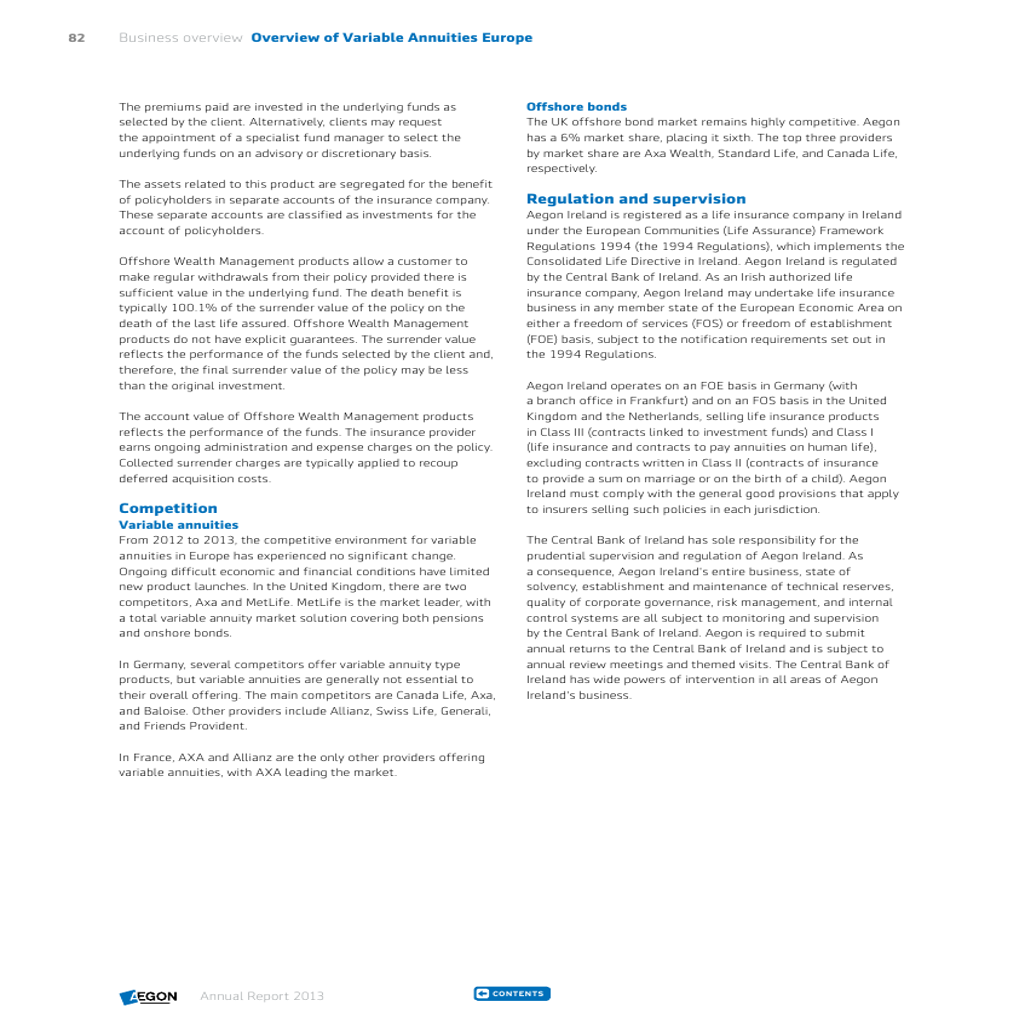 82 Business overview Overview of Variable Annuities Europe
The premiums paid are invested in the underlying funds as
selected by the client. Alternatively, clients may request
the appointment of a specialist fund manager to select the
underlying funds on an advisory or discretionary basis.
The assets related to this product are segregated for the benefit
of policyholders in separate accounts of the insurance company.
These separate accounts are classified as investments for the
account of policyholders.
Offshore Wealth Management products allow a customer to
make regular withdrawals from their policy provided there is
sufficient value in the underlying fund. The death benefit is
typically 100.1% of the surrender value of the policy on the
death of the last life assured. Offshore Wealth Management
products do not have explicit guarantees. The surrender value
reflects the performance of the funds selected by the client and,
therefore, the final surrender value of the policy may be less
than the original investment.
The account value of Offshore Wealth Management products
reflects the performance of the funds. The insurance provider
earns ongoing administration and expense charges on the policy.
Collected surrender charges are typically applied to recoup
deferred acquisition costs.
Competition
Variable annuities
From 2012 to 2013, the competitive environment for variable
annuities in Europe has experienced no significant change.
Ongoing difficult economic and financial conditions have limited
new product launches. In the United Kingdom, there are two
competitors, Axa and MetLife. MetLife is the market leader, with
a total variable annuity market solution covering both pensions
and onshore bonds.
In Germany, several competitors offer variable annuity type
products, but variable annuities are generally not essential to
their overall offering. The main competitors are Canada Life, Axa,
and Baloise. Other providers include Allianz, Swiss Life, Generali,
and Friends Provident.
In France, AXA and Allianz are the only other providers offering
variable annuities, with AXA leading the market.
Offshore bonds
The UK offshore bond market remains highly competitive. Aegon
has a 6% market share, placing it sixth. The top three providers
by market share are Axa Wealth, Standard Life, and Canada Life,
respectively.
Regulation and supervision
Aegon Ireland is registered as a life insurance company in Ireland
under the European Communities (Life Assurance) Framework
Regulations 1994 (the 1994 Regulations), which implements the
Consolidated Life Directive in Ireland. Aegon Ireland is regulated
by the Central Bank of Ireland. As an Irish authorized life
insurance company, Aegon Ireland may undertake life insurance
business in any member state of the European Economic Area on
either a freedom of services (FOS) or freedom of establishment
(FOE) basis, subject to the notification requirements set out in
the 1994 Regulations.
Aegon Ireland operates on an FOE basis in Germany (with
a branch office in Frankfurt) and on an FOS basis in the United
Kingdom and the Netherlands, selling life insurance products
in Class III (contracts linked to investment funds) and Class I
(life insurance and contracts to pay annuities on human life),
excluding contracts written in Class II (contracts of insurance
to provide a sum on marriage or on the birth of a child). Aegon
Ireland must comply with the general good provisions that apply
to insurers selling such policies in each jurisdiction.
The Central Bank of Ireland has sole responsibility for the
prudential supervision and regulation of Aegon Ireland. As
a consequence, Aegon Ireland's entire business, state of
solvency, establishment and maintenance of technical reserves,
quality of corporate governance, risk management, and internal
control systems are all subject to monitoring and supervision
by the Central Bank of Ireland. Aegon is required to submit
annual returns to the Central Bank of Ireland and is subject to
annual review meetings and themed visits. The Central Bank of
Ireland has wide powers of intervention in all areas of Aegon
Ireland's business.
AEGON Annual Report 2013 CONTENTS